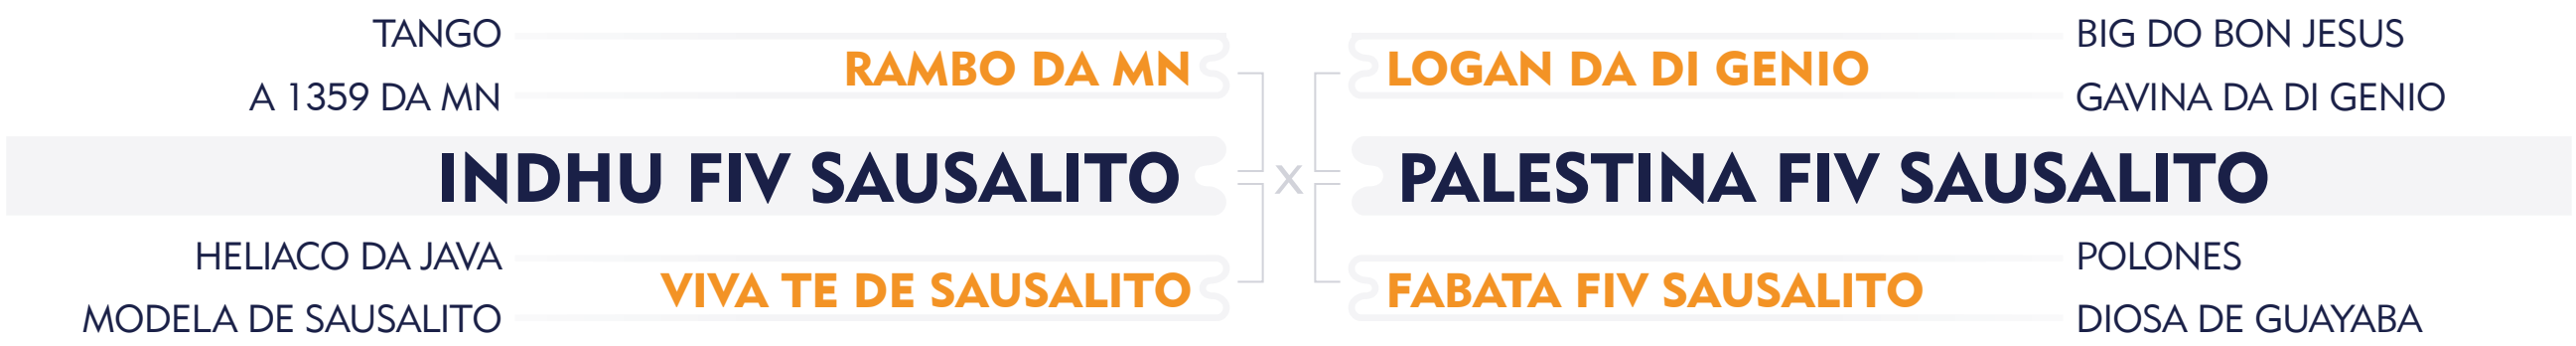 TANGO
RAMBO DA MN
A 1359 DA MN
INDHU FIV SAUSALITO
HELIACO DA JAVA
VIVA TE DE SAUSALITO
MODELA DE SAUSALITO
x
LOGAN DA DI GENIO
BIG DO BON JESUS
GAVINA DA DI GENIO
PALESTINA FIV SAUSALITO
POLONES
FABATA FIV SAUSALITO
DIOSA DE GUAYABA